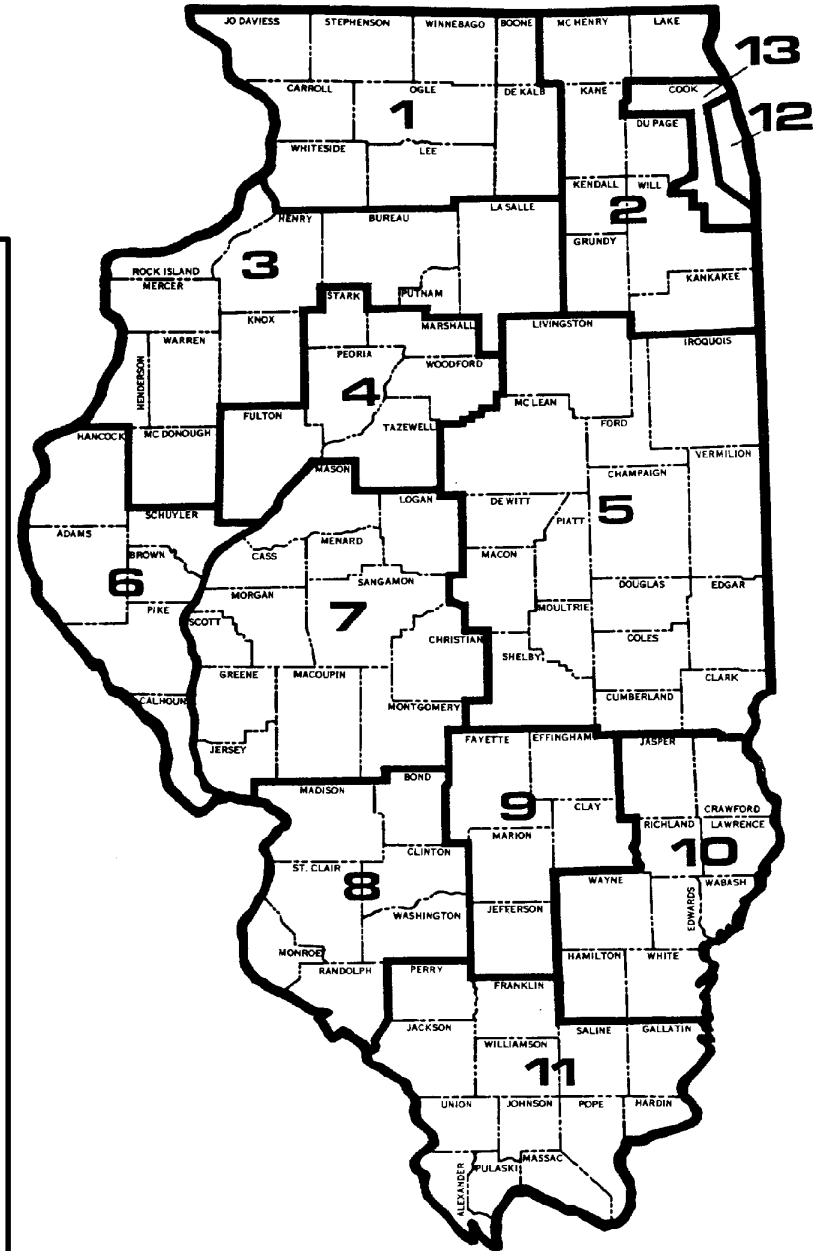 JO DAVIESS
STEPHENSON
WINNEBAGO
BOONE
MC HENRY
LAKE
13
CARROLL
OGLE
DE KALB
KANE
COOK
1
12
DU PAGE
WHITESIDE
LEE
KENDALL
WILL
2
HENRY
BUREAU
LA SALLE
GRUNDY
3
ROCK ISLAND
MERCER
KANKAKEE
STARK
PUTNAM
KNOX
MARSHALL
LIVINGSTON
WARREN
IROQUOIS
PEORIA
WOODFORD
HENDERSON
4
MC LEAN
FULTON
FORD
TAZEWELL
HANCOCK
MC DONOUGH
VERMILION
MASON
CHAMPAIGN
LOGAN
DE WITT
SCHUYLER
5
PIATT
ADAMS
MENARD
BROWN
CASS
MACON
6
SANGAMON
DOUGLAS
EDGAR
MORGAN
PIKE
7
MOULTRIE
SCOTT
CHRISTIAN
COLES
SHELBY
GREENE
MACOUPIN
CLARK
CUMBERLAND
CALHOUN
MONTGOMERY
FAYETTE
EFFINGHAM
JASPER
JERSEY
BOND
MADISON
9
CLAY
CRAWFORD
RICHLAND
LAWRENCE
MARION
CLINTON
10
ST. CLAIR
8
WAYNE
WABASH
EDWARDS
JEFFERSON
WASHINGTON
MONROE
HAMILTON
WHITE
RANDOLPH
PERRY
FRANKLIN
JACKSON
SALINE
GALLATIN
WILLIAMSON
11
UNION
JOHNSON
POPE
HARDIN
MASSAC
PULASKI
ALEXANDER